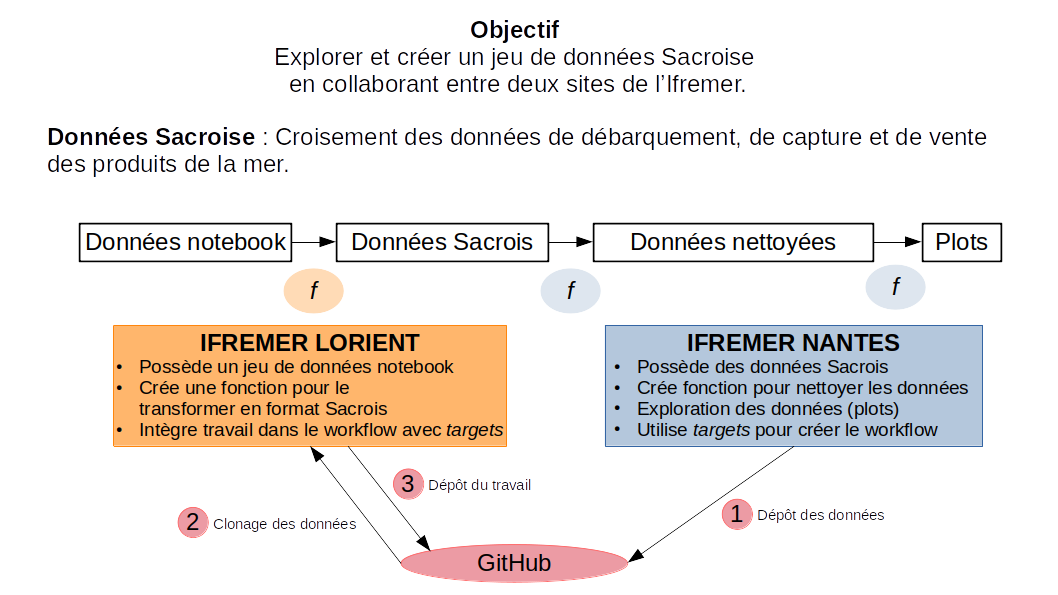 Objectif
Explorer et créer un jeu de données Sacroise
en collaborant entre deux sites de l’Ifremer.
Données Sacroise : Croisement des données de débarquement, de capture et de vente
des produits de la mer.
Données notebook
Données Sacrois
Données nettoyées
Plots
f
f
f
IFREMER LORIENT
• Possède un jeu de données notebook
• Crée une fonction pour le
transformer en format Sacrois
• Intègre travail dans le workflow avec targets
IFREMER NANTES
• Possède des données Sacrois
• Crée fonction pour nettoyer les données
• Exploration des données (plots)
• Utilise targets pour créer le workflow
3 Dépôt du travail
2 Clonage des données
1 Dépôt des données
GitHub